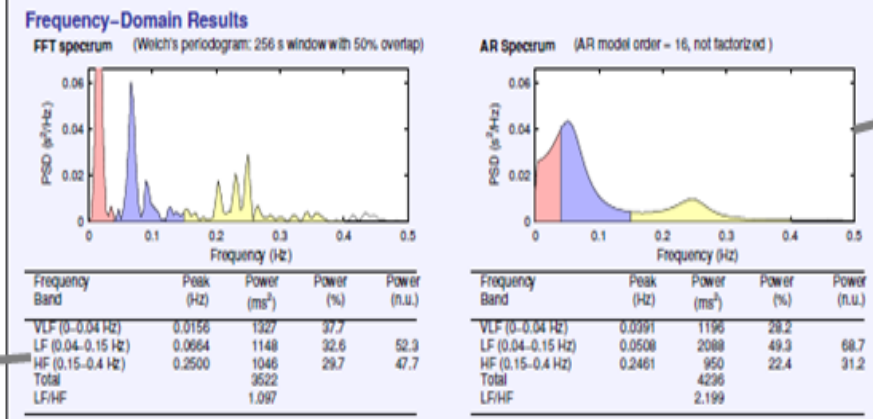 Frequency–Domain Results
FFT spectrum (Welch's periodogram: 256 s window with 50% overlap)
0.06
0.04
0.02
0
PSD (s²/Hz)
0 0.1 0.2 0.3 0.4 0.5
Frequency (Hz)
Frequency Band Peak (Hz) Power (ms²) Power (%) Power (n.u.)
VLF (0–0.04 Hz) 0.0156 1327 37.7
LF (0.04–0.15 Hz) 0.0664 1148 32.6 52.3
HF (0.15–0.4 Hz) 0.2500 1046 29.7 47.7
Total 3522
LF/HF 1.097
AR Spectrum (AR model order = 16, not factorized )
0.06
0.04
0.02
0
PSD (s²/Hz)
0 0.1 0.2 0.3 0.4 0.5
Frequency (Hz)
Frequency Band Peak (Hz) Power (ms²) Power (%) Power (n.u.)
VLF (0–0.04 Hz) 0.0391 1196 28.2
LF (0.04–0.15 Hz) 0.0508 2088 49.3 68.7
HF (0.15–0.4 Hz) 0.2461 950 22.4 31.2
Total 4236
LF/HF 2.199